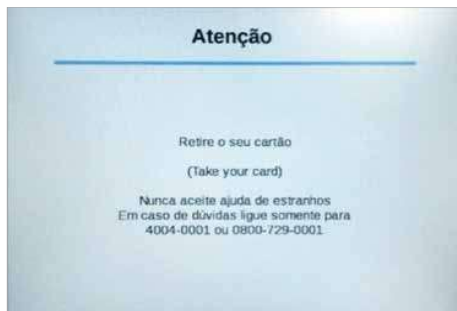 Atenção
Retire o seu cartão
(Take your card)
Nunca aceite ajuda de estranhos
Em caso de dúvidas ligue somente para
4004-0001 ou 0800-729-0001